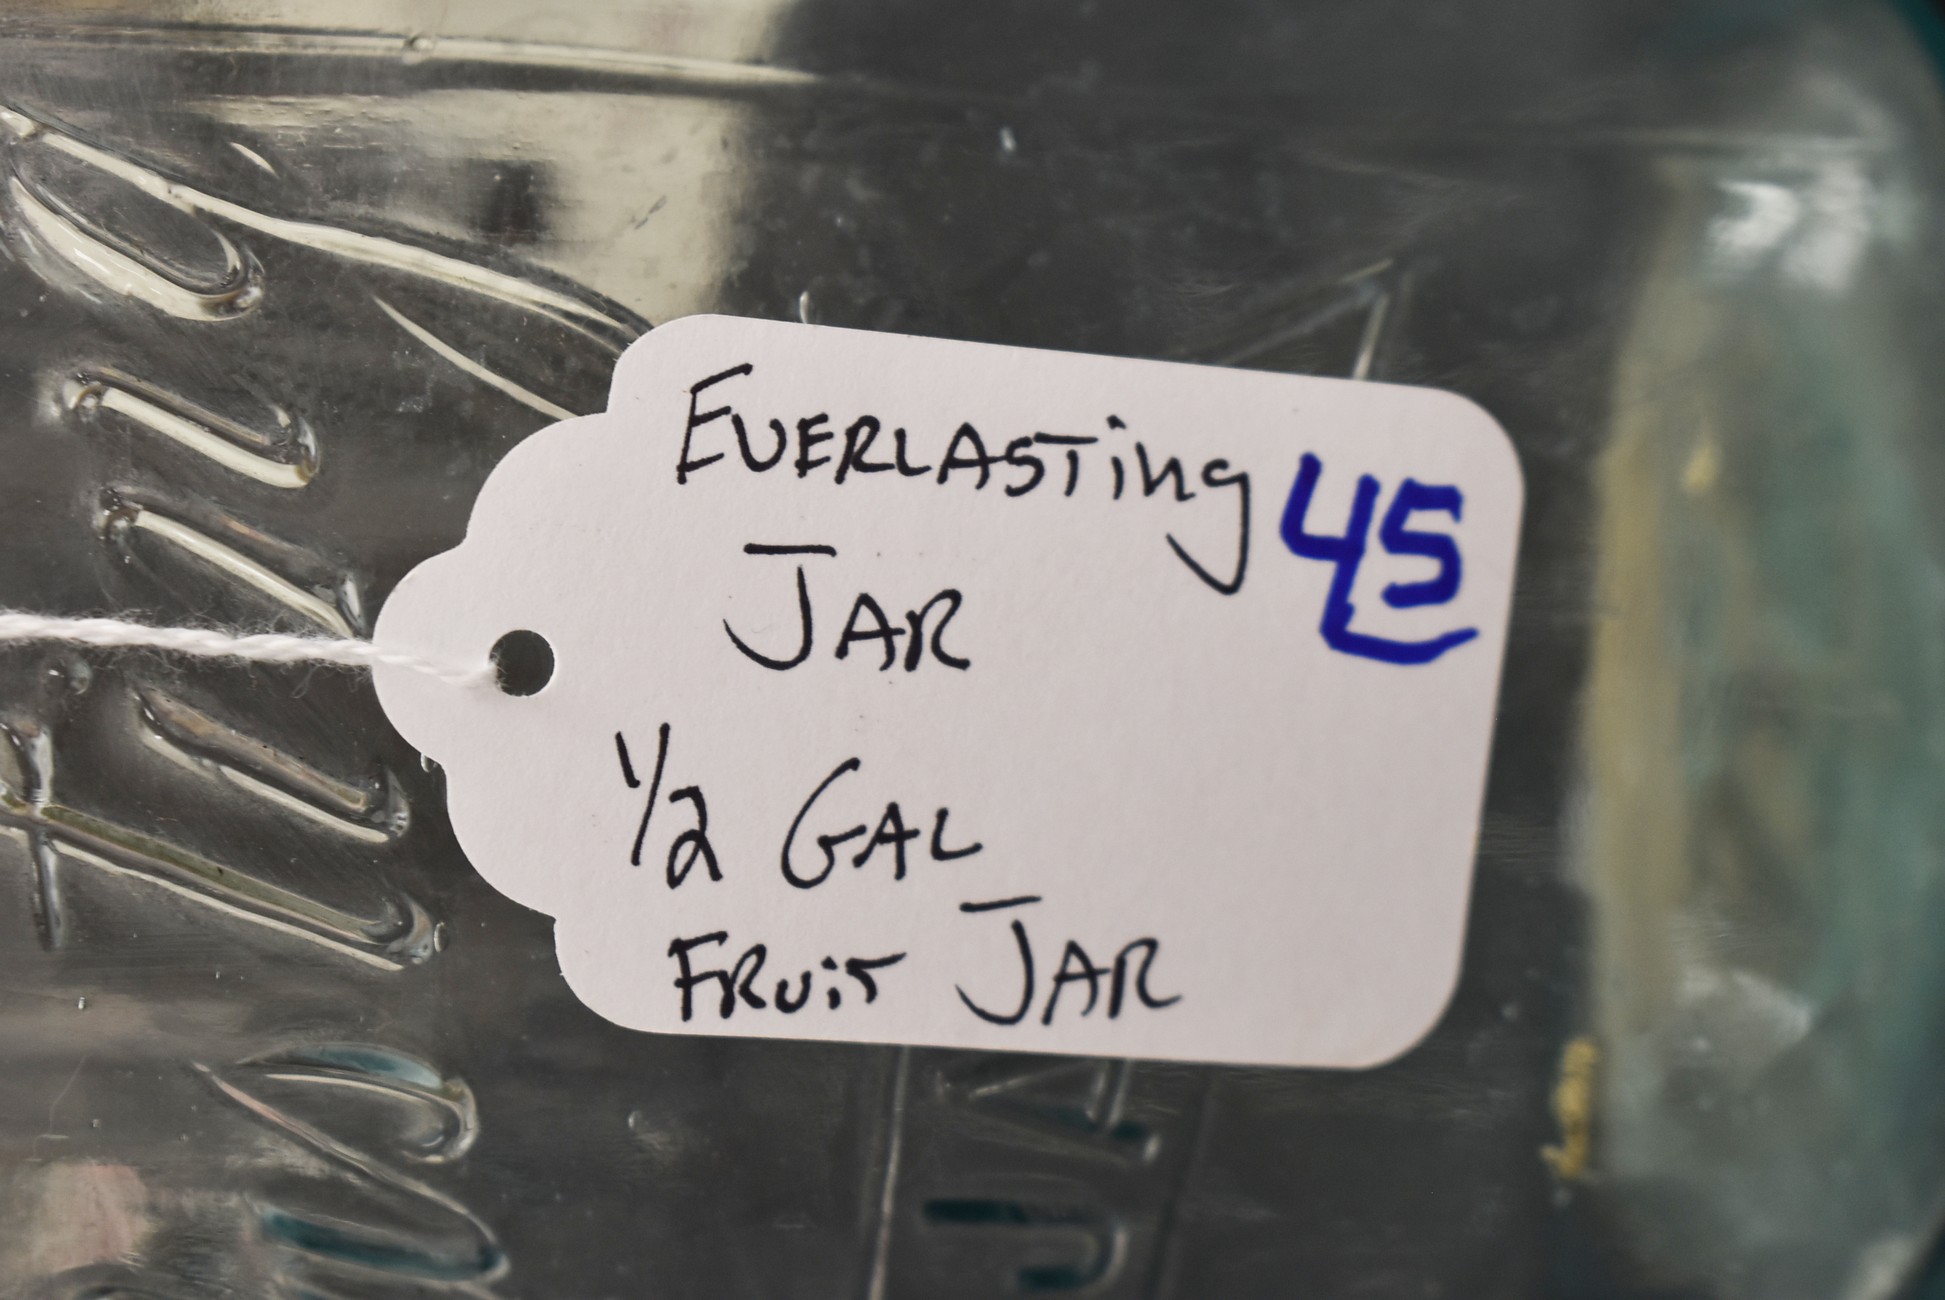 EVERLASTing 45
JAR
1/2 GAL
FRuiT JAR